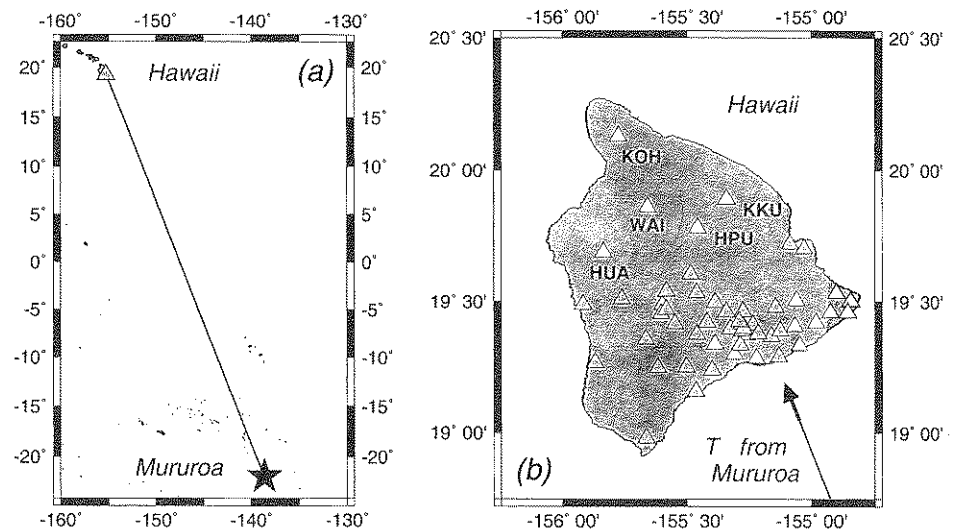 -160° -150° -140° -130°
Hawaii (a)
20° 20°
15° 15°
10° 10°
5° 5°
0° 0°
-5° -5°
-10° -10°
-15° -15°
-20° -20°
Mururoa
-160° -150° -140° -130°
-156° 00' -155° 30' -155° 00'
20° 30' 20° 30'
Hawaii
KOH
20° 00' 20° 00'
KKU
WAI
HPU
HUA
19° 30' 19° 30'
19° 00' 19° 00'
T from
Mururoa
(b)
-156° 00' -155° 30' -155° 00'